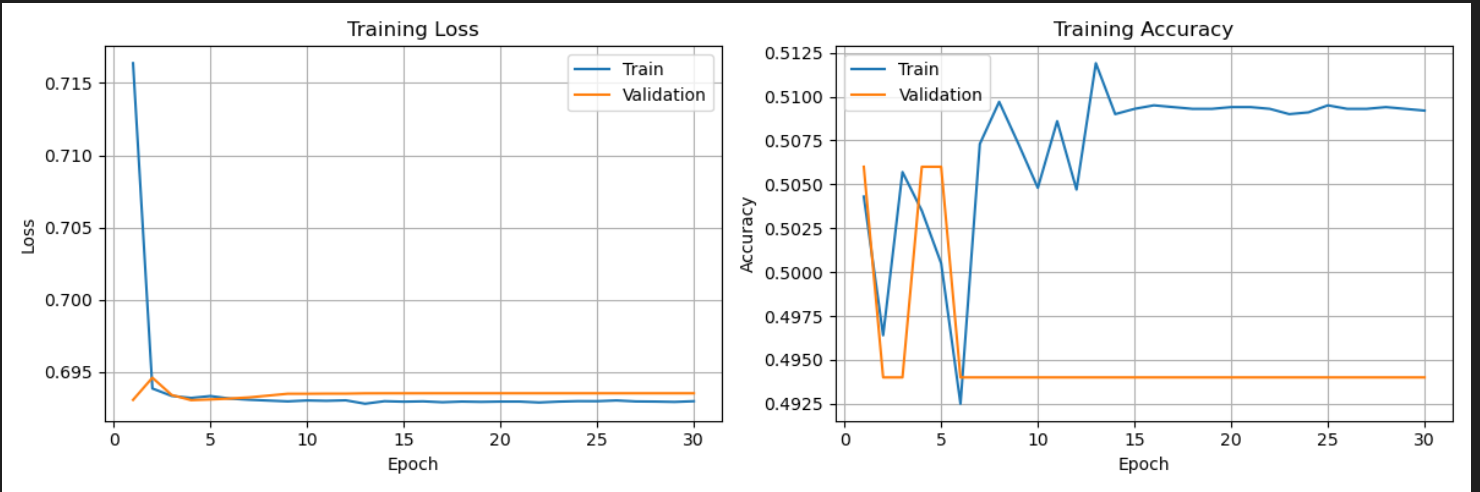 Training Loss
0.715
0.710
0.705
0.700
0.695
Loss
Train
Validation
0 5 10 15 20 25 30
Epoch
Training Accuracy
0.5125
0.5100
0.5075
0.5050
0.5025
0.5000
0.4975
0.4950
0.4925
Accuracy
Train
Validation
0 5 10 15 20 25 30
Epoch